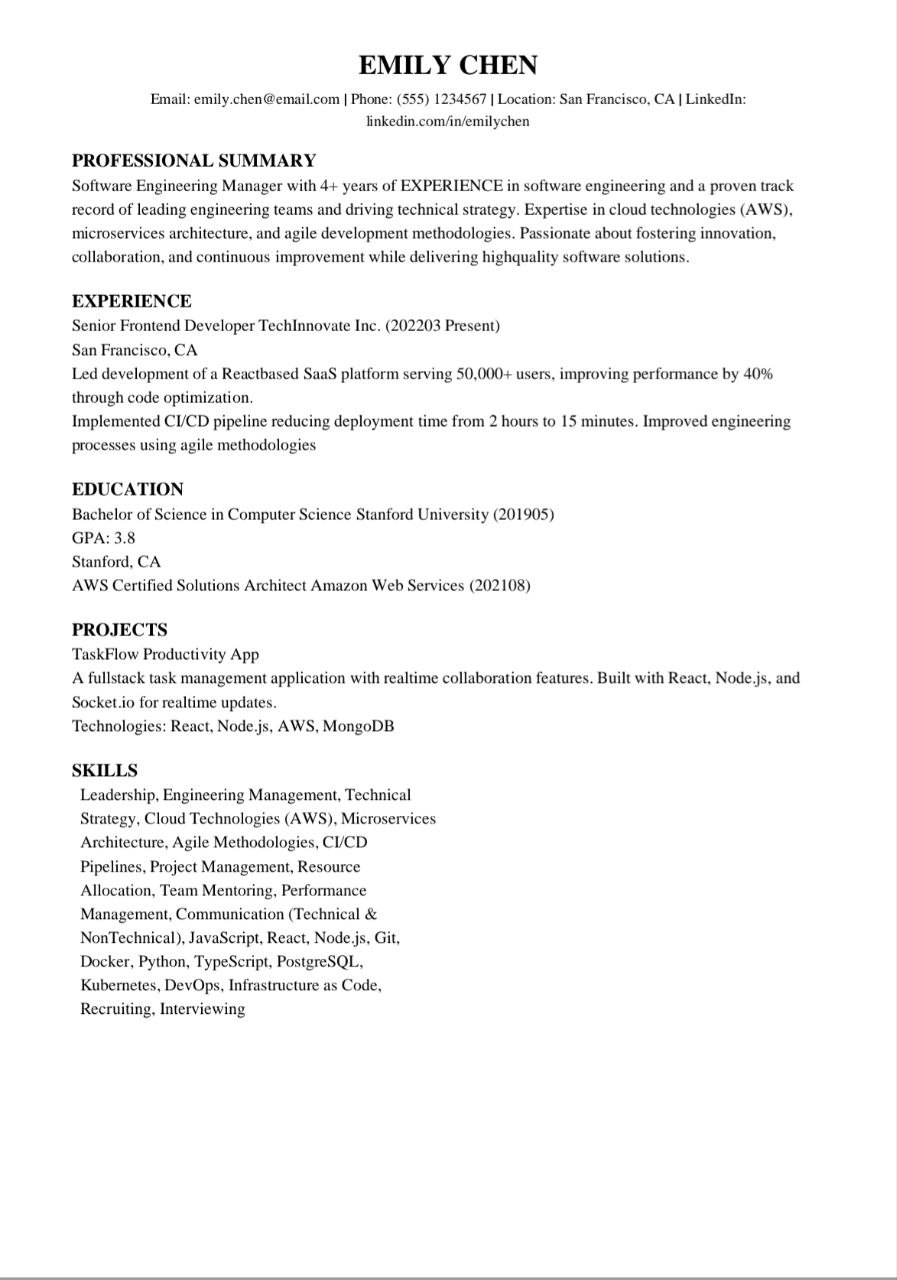 EMILY CHEN
Email: emily.chen@email.com | Phone: (555) 1234567 | Location: San Francisco, CA | LinkedIn:
linkedin.com/in/emilychen
PROFESSIONAL SUMMARY
Software Engineering Manager with 4+ years of EXPERIENCE in software engineering and a proven track
record of leading engineering teams and driving technical strategy. Expertise in cloud technologies (AWS),
microservices architecture, and agile development methodologies. Passionate about fostering innovation,
collaboration, and continuous improvement while delivering highquality software solutions.
EXPERIENCE
Senior Frontend Developer TechInnovate Inc. (202203 Present)
San Francisco, CA
Led development of a Reactbased SaaS platform serving 50,000+ users, improving performance by 40%
through code optimization.
Implemented CI/CD pipeline reducing deployment time from 2 hours to 15 minutes. Improved engineering
processes using agile methodologies
EDUCATION
Bachelor of Science in Computer Science Stanford University (201905)
GPA: 3.8
Stanford, CA
AWS Certified Solutions Architect Amazon Web Services (202108)
PROJECTS
TaskFlow Productivity App
A fullstack task management application with realtime collaboration features. Built with React, Node.js, and
Socket.io for realtime updates.
Technologies: React, Node.js, AWS, MongoDB
SKILLS
Leadership, Engineering Management, Technical
Strategy, Cloud Technologies (AWS), Microservices
Architecture, Agile Methodologies, CI/CD
Pipelines, Project Management, Resource
Allocation, Team Mentoring, Performance
Management, Communication (Technical &
NonTechnical), JavaScript, React, Node.js, Git,
Docker, Python, TypeScript, PostgreSQL,
Kubernetes, DevOps, Infrastructure as Code,
Recruiting, Interviewing